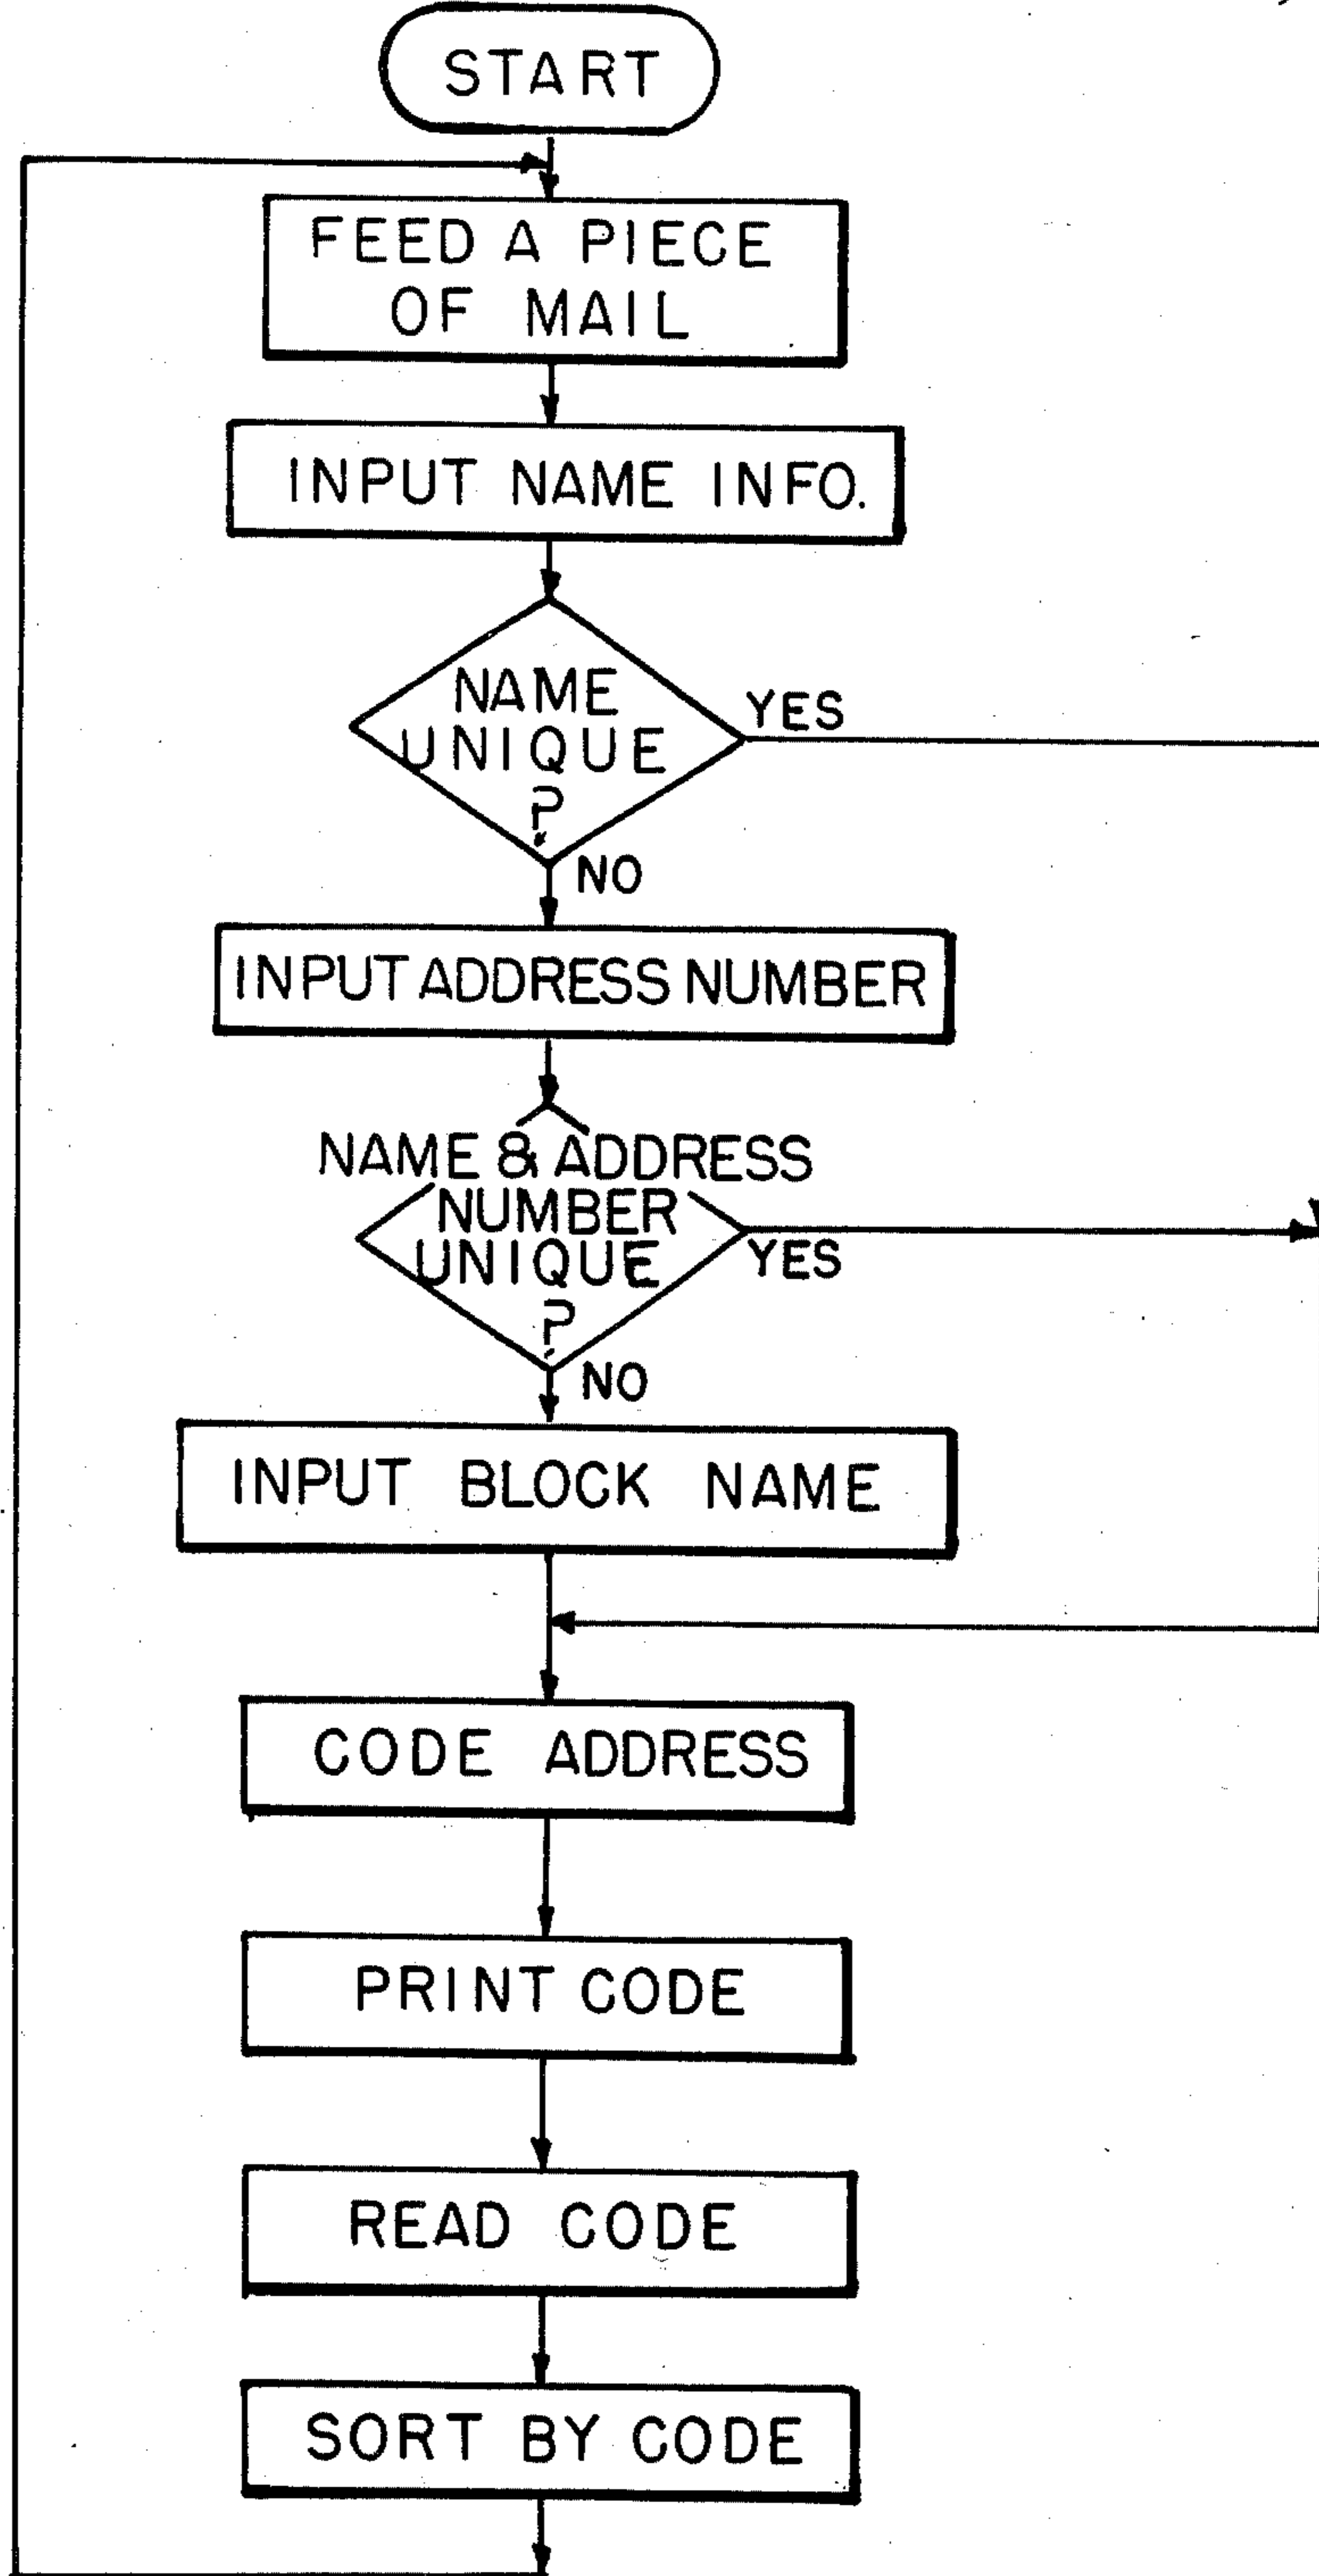 START
FEED A PIECE
OF MAIL
INPUT NAME INFO.
NAME
UNIQUE
?
YES
NO
INPUT ADDRESS NUMBER
NAME & ADDRESS
NUMBER
UNIQUE
?
YES
NO
INPUT BLOCK NAME
CODE ADDRESS
PRINT CODE
READ CODE
SORT BY CODE